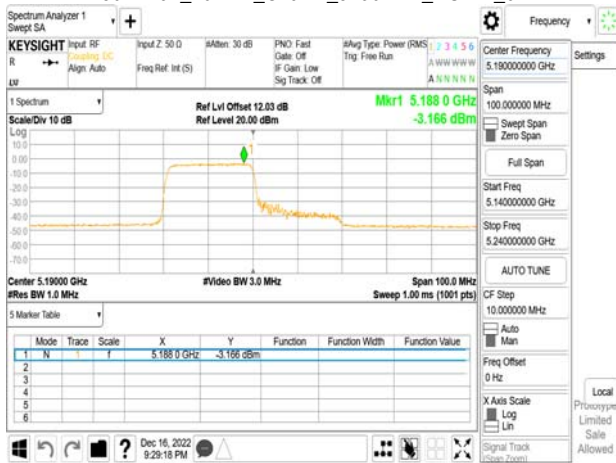 Spectrum Analyzer 1
Swept SA
Frequency
KEYSIGHT
R
Input: RF
Coupling: DC
Align: Auto
Input Z: 50 Ω
Freq Ref: Int (S)
#Atten: 30 dB
PNO: Fast
Gate: Off
IF Gain: Low
Sig Track: Off
#Avg Type: Power (RMS)
Trig: Free Run
1 2 3 4 5 6
A W W W W W
A N N N N N
LM
1 Spectrum
Scale/Div 10 dB
Ref Lvl Offset 12.03 dB
Ref Level 20.00 dBm
Mkr1 5.188 0 GHz
-3.166 dBm
Log
10.0
0.00
-10.0
-20.0
-30.0
-40.0
-50.0
-60.0
-70.0
1
Center 5.19000 GHz
#Res BW 1.0 MHz
#Video BW 3.0 MHz
Span 100.0 MHz
Sweep 1.00 ms (1001 pts)
5 Marker Table
Mode Trace Scale X Y Function Function Width Function Value
1 N 1 f 5.188 0 GHz -3.166 dBm
2
3
4
5
6
Dec 16, 2022
9:29:18 PM
Center Frequency
5.190000000 GHz
Span
100.000000 MHz
Swept Span
Zero Span
Full Span
Start Freq
5.140000000 GHz
Stop Freq
5.240000000 GHz
AUTO TUNE
CF Step
10.000000 MHz
Auto
Man
Freq Offset
0 Hz
X Axis Scale
Log
Lin
Signal Track
(Span Zoom)
Settings
Local
Prototype
Limited
Sale
Allowed